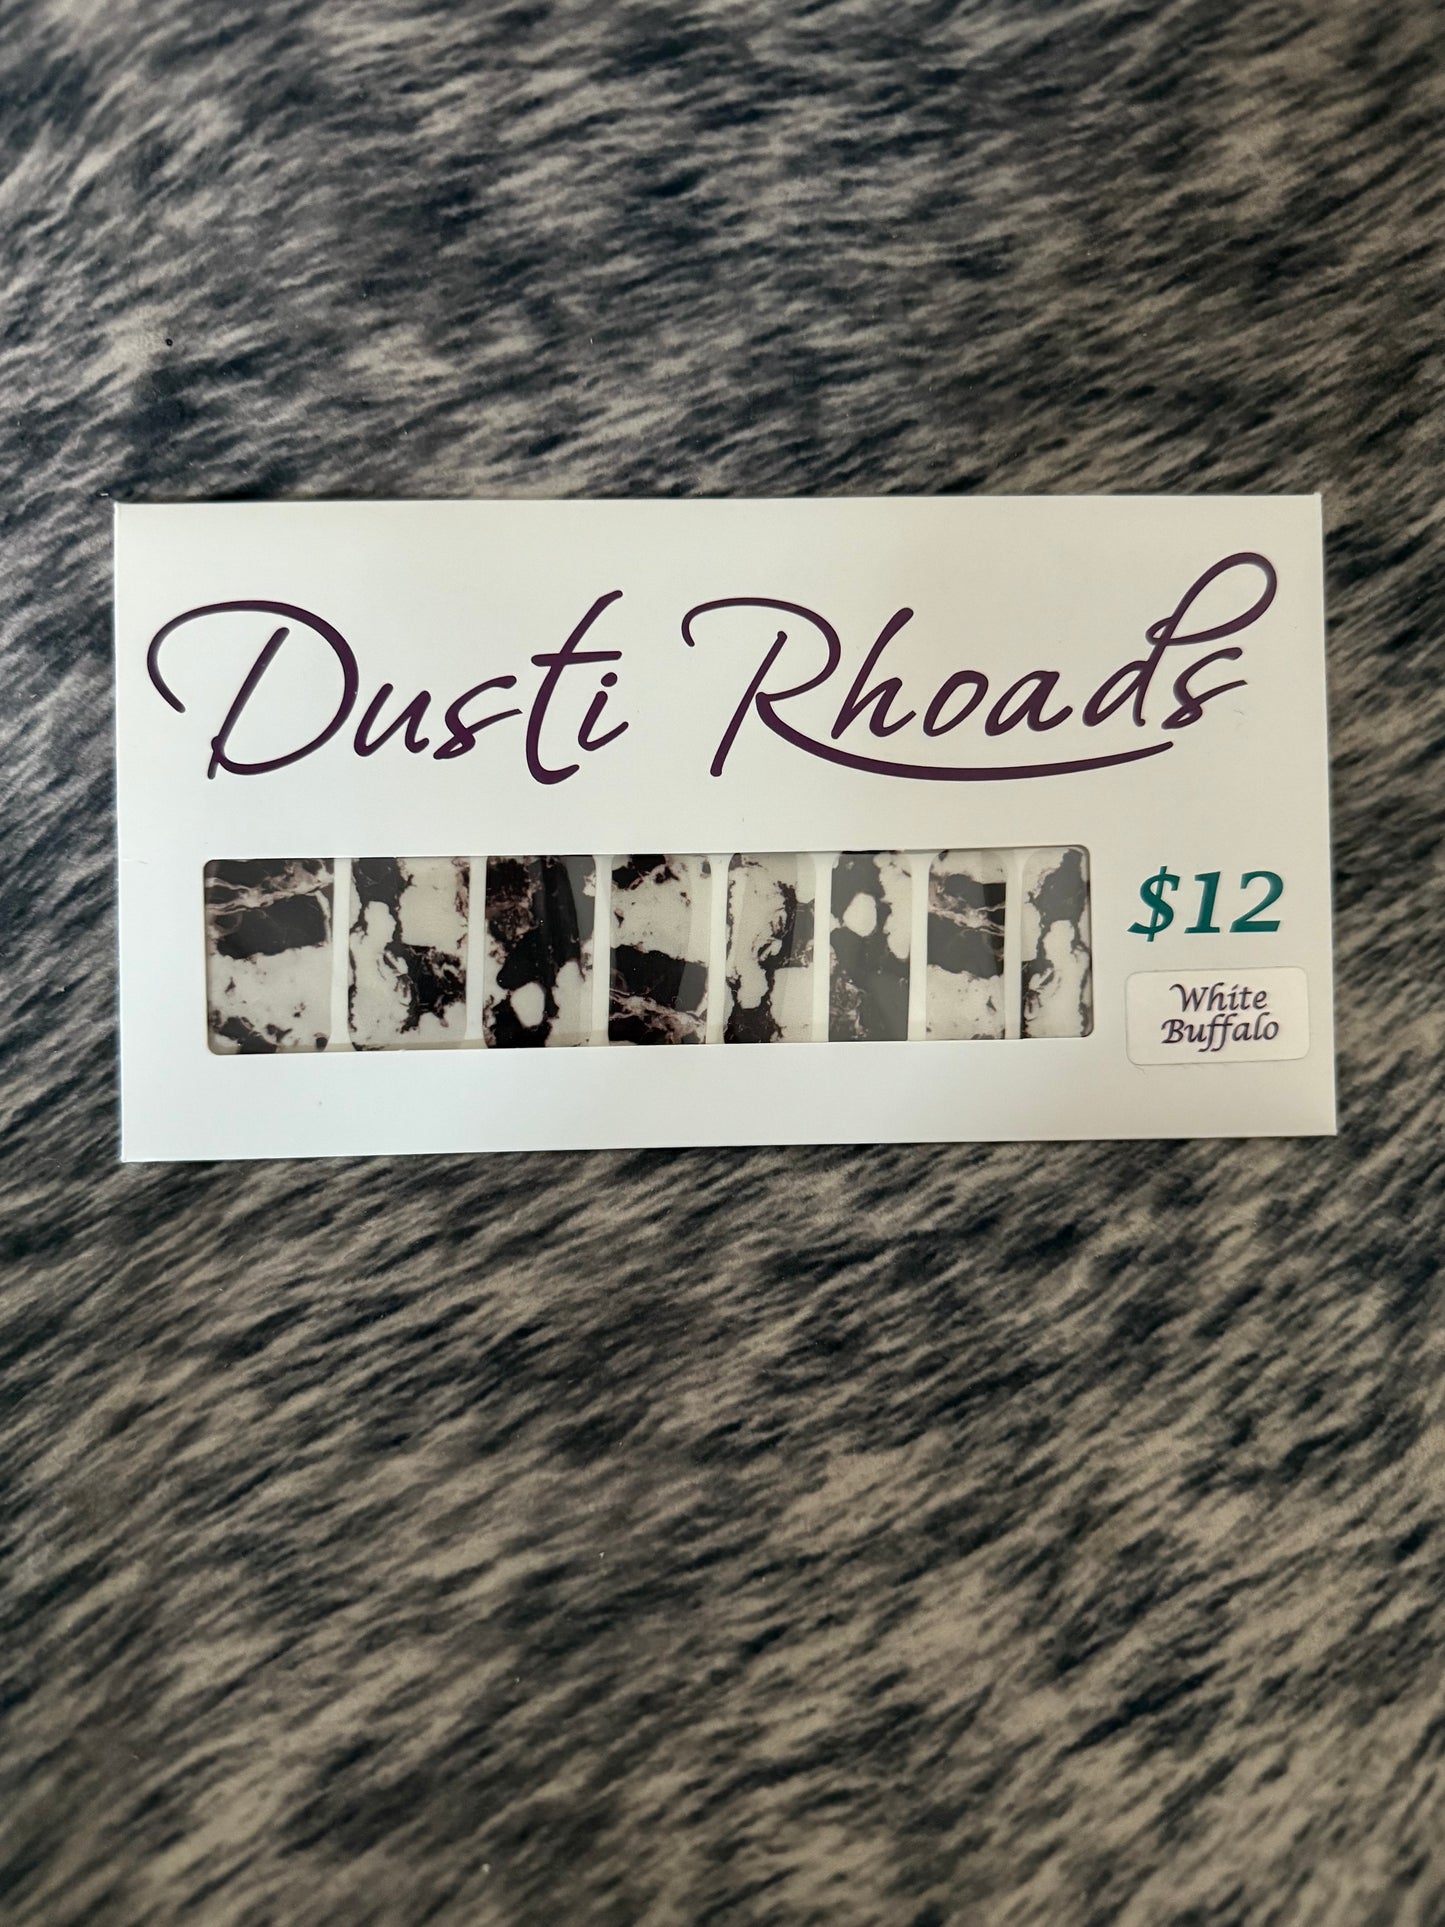 Dusti Rhoads
$12
White
Buffalo